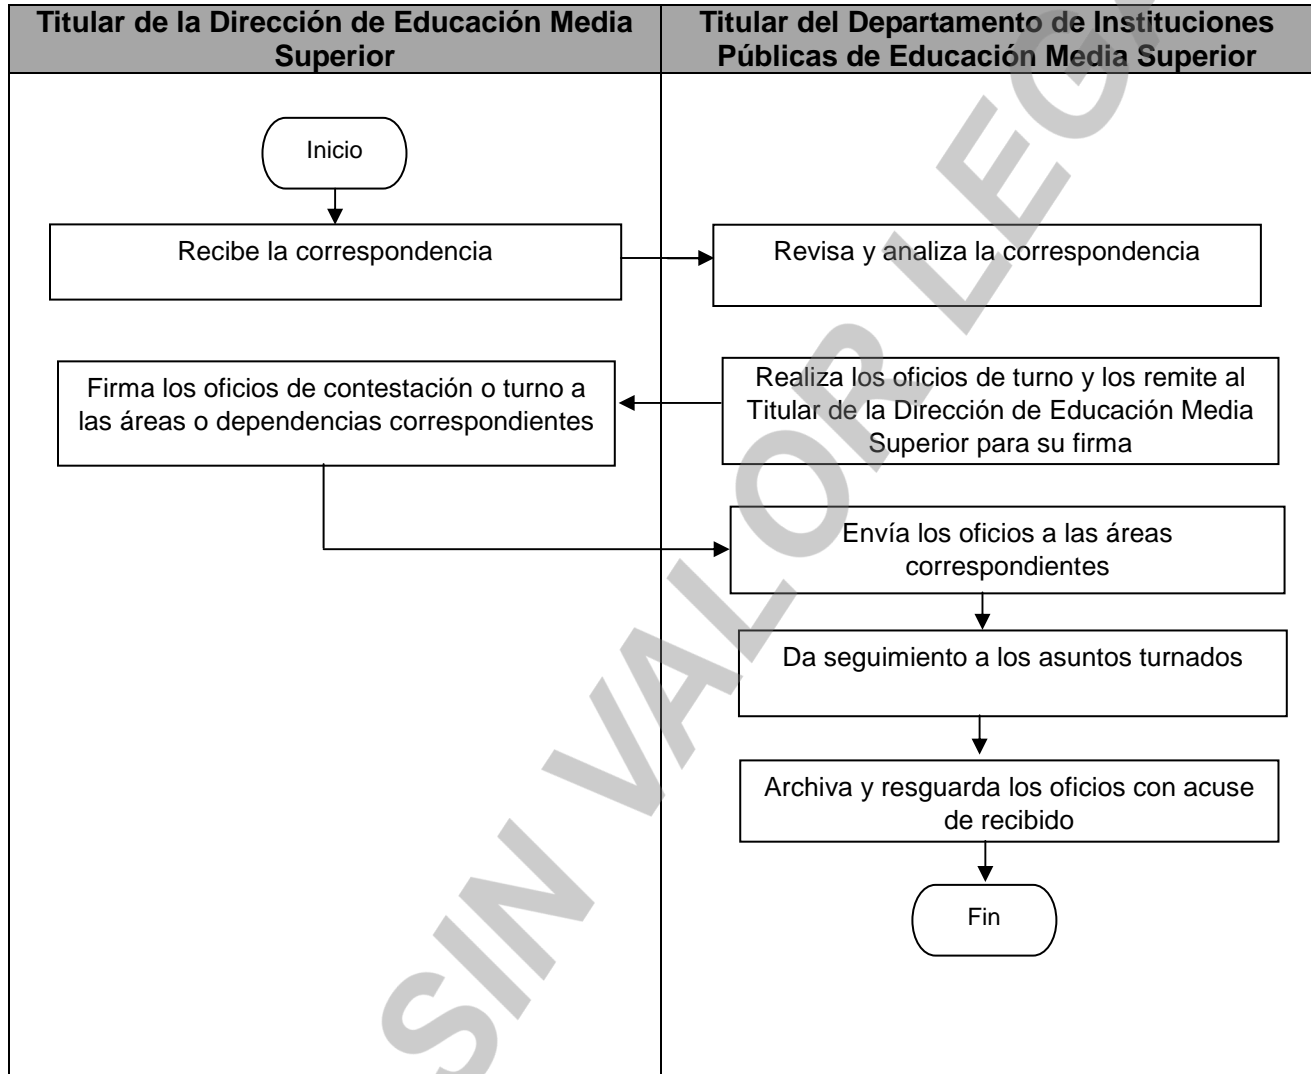 Titular de la Dirección de Educación Media
Superior
Titular del Departamento de Instituciones
Públicas de Educación Media Superior
Inicio
Recibe la correspondencia
Revisa y analiza la correspondencia
Firma los oficios de contestación o turno a
las áreas o dependencias correspondientes
Realiza los oficios de turno y los remite al
Titular de la Dirección de Educación Media
Superior para su firma
Envía los oficios a las áreas
correspondientes
Da seguimiento a los asuntos turnados
Archiva y resguarda los oficios con acuse
de recibido
Fin
SIN VALOR LEGA